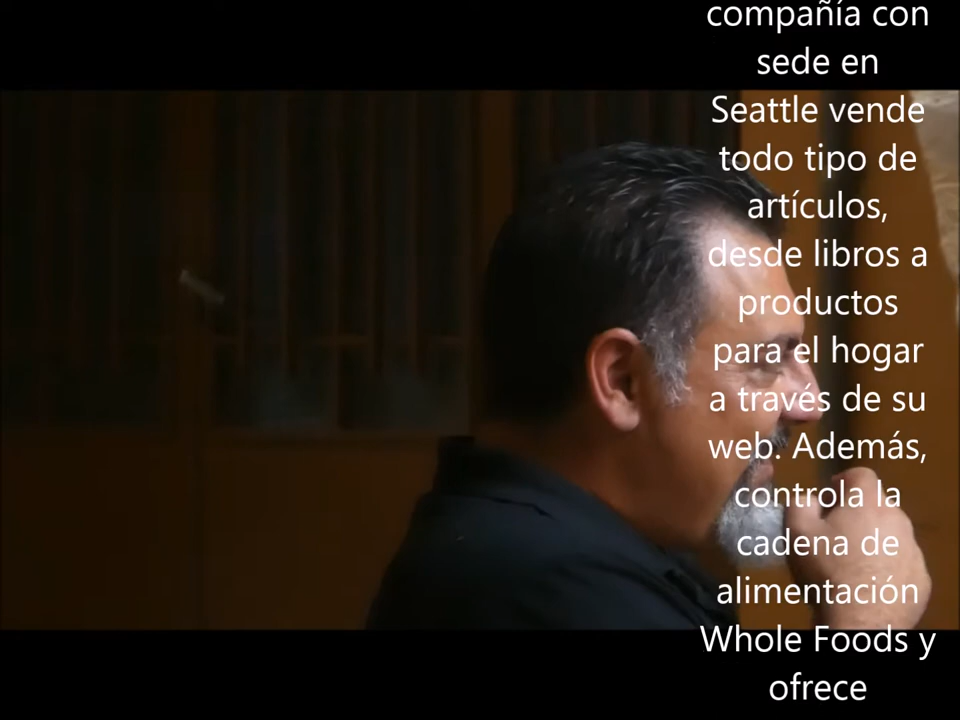 compañía con
sede en
Seattle vende
todo tipo de
artículos,
desde libros a
productos
para el hogar
a través de su
web. Además,
controla la
cadena de
alimentación
Whole Foods y
ofrece